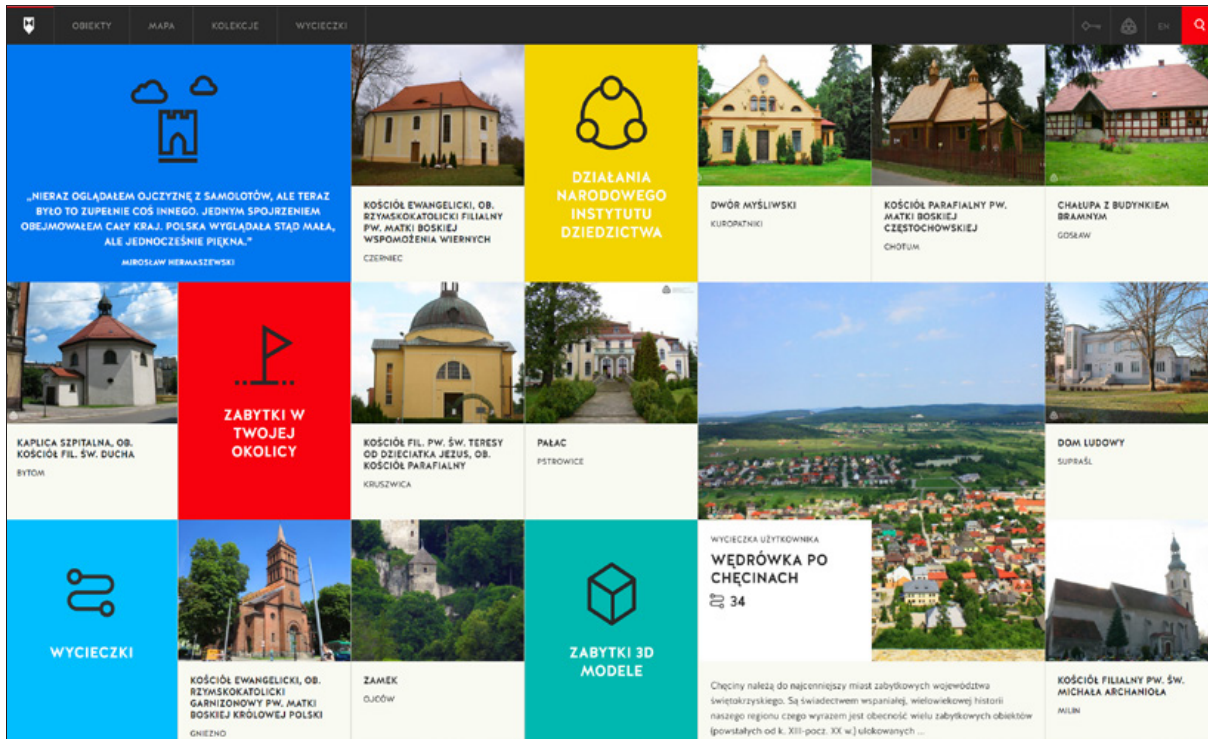 OBIEKTY
MAPA
KOLEKCJE
WYCIECZKI
EN
„NIERAZ OGLĄDAŁEM OJCZYZNĘ Z SAMOLOTÓW, ALE TERAZ
BYŁO TO ZUPEŁNIE COŚ INNEGO. JEDNYM SPOJRZENIEM
OBEJMOWAŁEM CAŁY KRAJ. POLSKA WYGLĄDAŁA STĄD MAŁA,
ALE JEDNOCZEŚNIE PIĘKNA.”
MIROSŁAW HERMASZEWSKI
KOŚCIÓŁ EWANGELICKI, OB.
RZYMSKOKATOLICKI FILIALNY
PW. MATKI BOSKIEJ
WSPOMOŻENIA WIERNYCH
CZERNIEC
DZIAŁANIA
NARODOWEGO
INSTYTUTU
DZIEDZICTWA
DWÓR MYŚLIWSKI
KUROPATNIKI
KOŚCIÓŁ PARAFIALNY PW.
MATKI BOSKIEJ
CZĘSTOCHOWSKIEJ
CHOTUM
CHAŁUPA Z BUDYNKIEM
BRAMNYM
GOSŁAW
KAPLICA SZPITALNA, OB.
KOŚCIÓŁ FIL. ŚW. DUCHA
BYTOM
ZABYTKI W
TWOJEJ
OKOLICY
KOŚCIÓŁ FIL. PW. ŚW. TERESY
OD DZIECIATKA JEZUS, OB.
KOŚCIÓŁ PARAFIALNY
KRUSZWICA
PAŁAC
PSTROWICE
DOM LUDOWY
SUPRAŚL
WYCIECZKI
KOŚCIÓŁ EWANGELICKI, OB.
RZYMSKOKATOLICKI
GARNIZONOWY PW. MATKI
BOSKIEJ KRÓLOWEJ POLSKI
GNIEZNO
ZAMEK
OJCÓW
ZABYTKI 3D
MODELE
WYCIECZKA UŻYTKOWNIKA
WĘDRÓWKA PO
CHĘCINACH
34
Chęciny należą do najcenniejszy miast zabytkowych województwa
świętokrzyskiego. Są świadectwem wspaniałej, wielowiekowej historii
naszego regionu czego wyrazem jest obecność wielu zabytkowych obiektów
(powstałych od k. XIII-pocz. XX w.) ulokowanych ...
KOŚCIÓŁ FILIALNY PW. ŚW.
MICHAŁA ARCHANIOŁA
MILIN